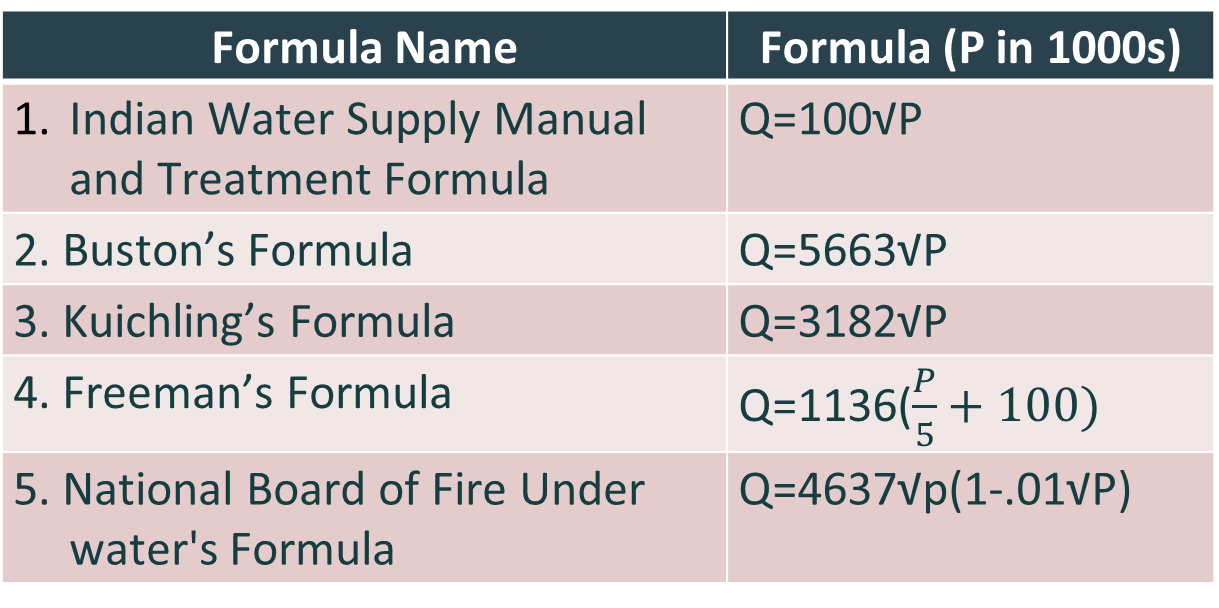 Formula Name
Formula (P in 1000s)
1. Indian Water Supply Manual
and Treatment Formula
Q=100√P
2. Buston’s Formula
Q=5663√P
3. Kuichling’s Formula
Q=3182√P
4. Freeman’s Formula
Q=1136(P/5 + 100)
5. National Board of Fire Under
water's Formula
Q=4637√p(1-.01√P)